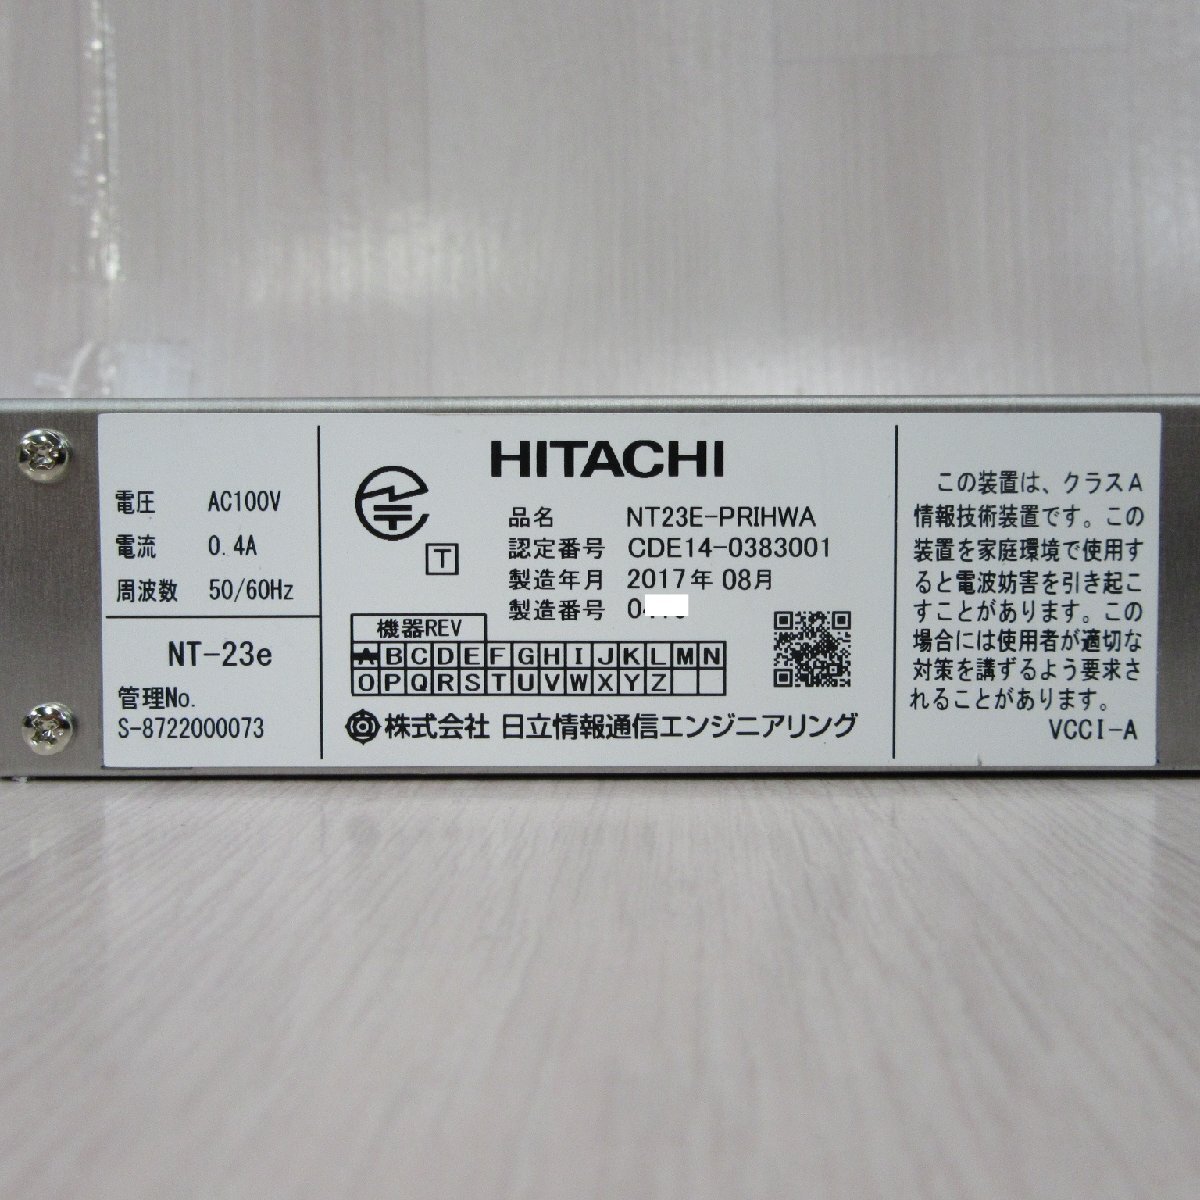 電圧 AC100V
電流 0.4A
周波数 50/60Hz
NT-23e
管理No.
S-8722000073
T
HITACHI
品名 NT23E-PRIHWA
認定番号 CDE14-0383001
製造年月 2017年 08月
製造番号
機器REV
A B C D E F G H I J K L M N
O P Q R S T U V W X Y Z
株式会社 日立情報通信エンジニアリング
この装置は、クラスA
情報技術装置です。この
装置を家庭環境で使用す
ると電波妨害を引き起こ
すことがあります。この
場合には使用者が適切な
対策を講ずるよう要求さ
れることがあります。
VCCI-A